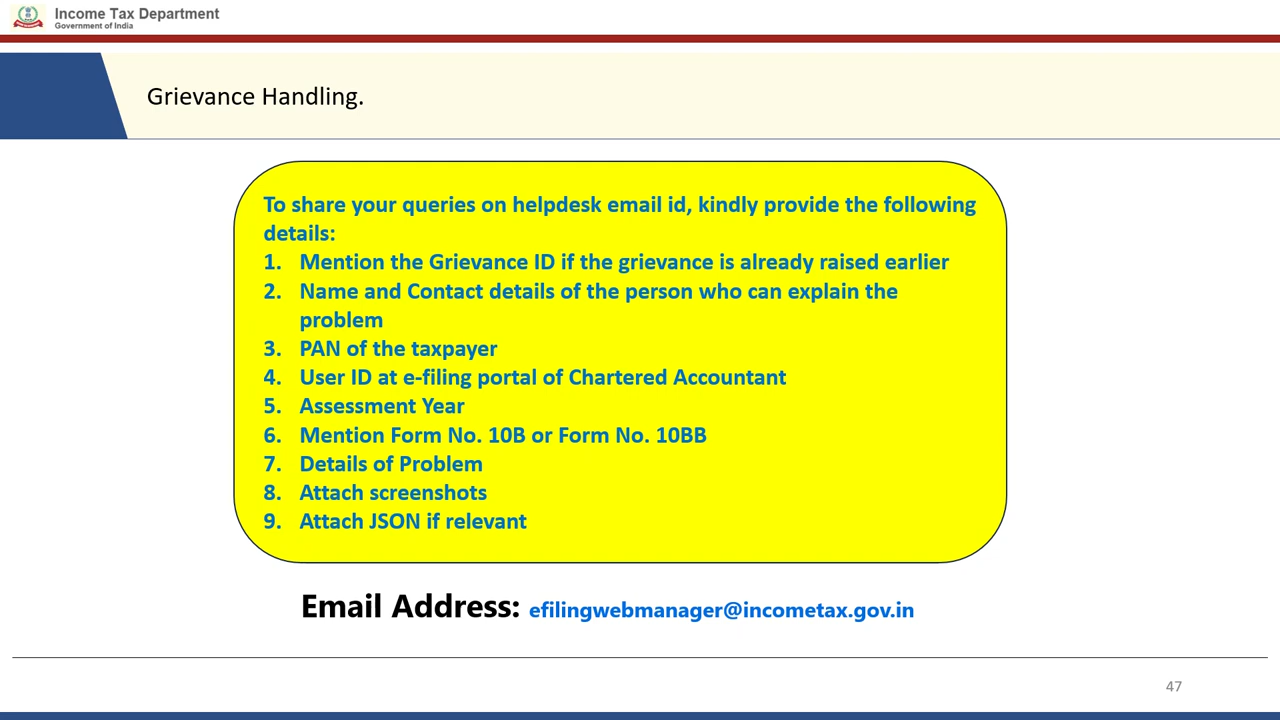 Income Tax Department
Government of India
Grievance Handling.
To share your queries on helpdesk email id, kindly provide the following
details:
1. Mention the Grievance ID if the grievance is already raised earlier
2. Name and Contact details of the person who can explain the
problem
3. PAN of the taxpayer
4. User ID at e-filing portal of Chartered Accountant
5. Assessment Year
6. Mention Form No. 10B or Form No. 10BB
7. Details of Problem
8. Attach screenshots
9. Attach JSON if relevant
Email Address: efilingwebmanager@incometax.gov.in
47